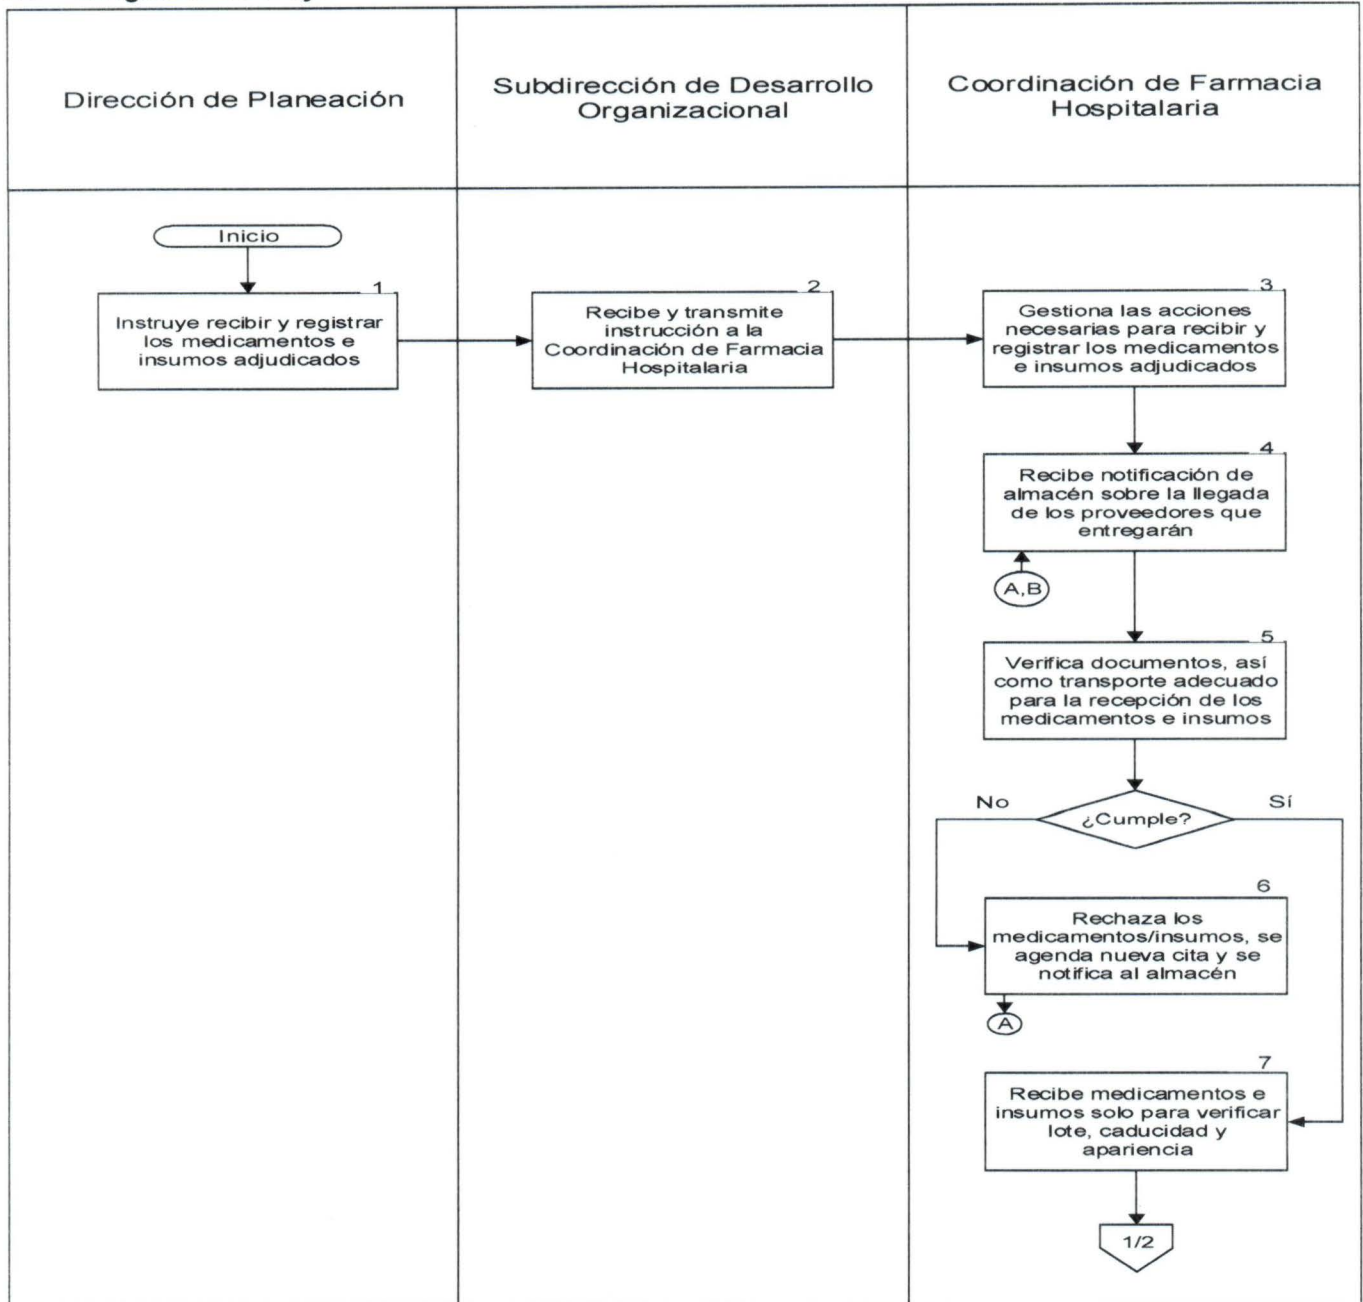 Dirección de Planeación
Subdirección de Desarrollo
Organizacional
Coordinación de Farmacia
Hospitalaria
Inicio
1
Instruye recibir y registrar
los medicamentos e
insumos adjudicados
2
Recibe y transmite
instrucción a la
Coordinación de Farmacia
Hospitalaria
3
Gestiona las acciones
necesarias para recibir y
registrar los medicamentos
e insumos adjudicados
4
Recibe notificación de
almacén sobre la llegada
de los proveedores que
entregarán
A,B
5
Verifica documentos, así
como transporte adecuado
para la recepción de los
medicamentos e insumos
No
¿Cumple?
Sí
6
Rechaza los
medicamentos/insumos, se
agenda nueva cita y se
notifica al almacén
A
7
Recibe medicamentos e
insumos solo para verificar
lote, caducidad y
apariencia
1/2